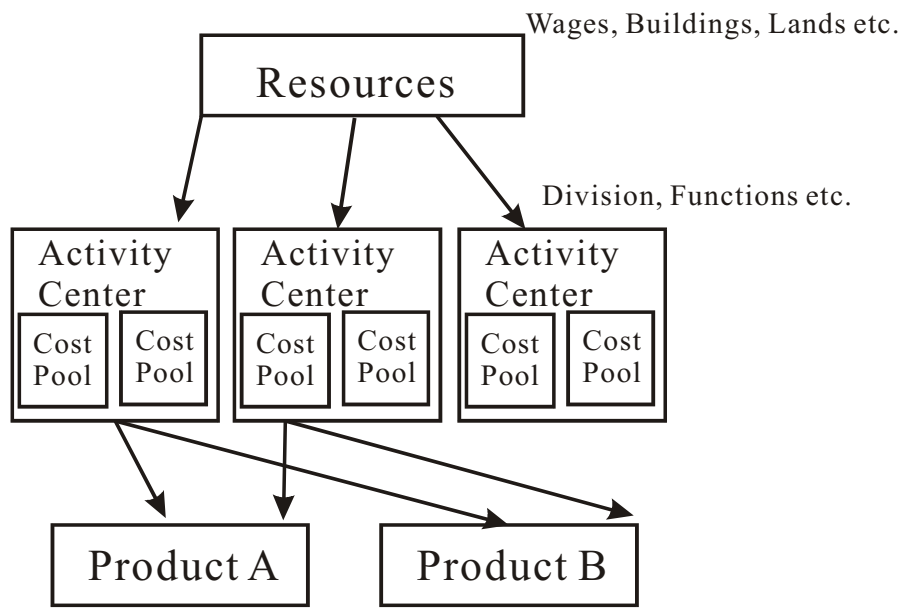 Wages, Buildings, Lands etc.
Resources
Division, Functions etc.
Activity
Center
Cost
Pool
Cost
Pool
Activity
Center
Cost
Pool
Cost
Pool
Activity
Center
Cost
Pool
Cost
Pool
Product A
Product B